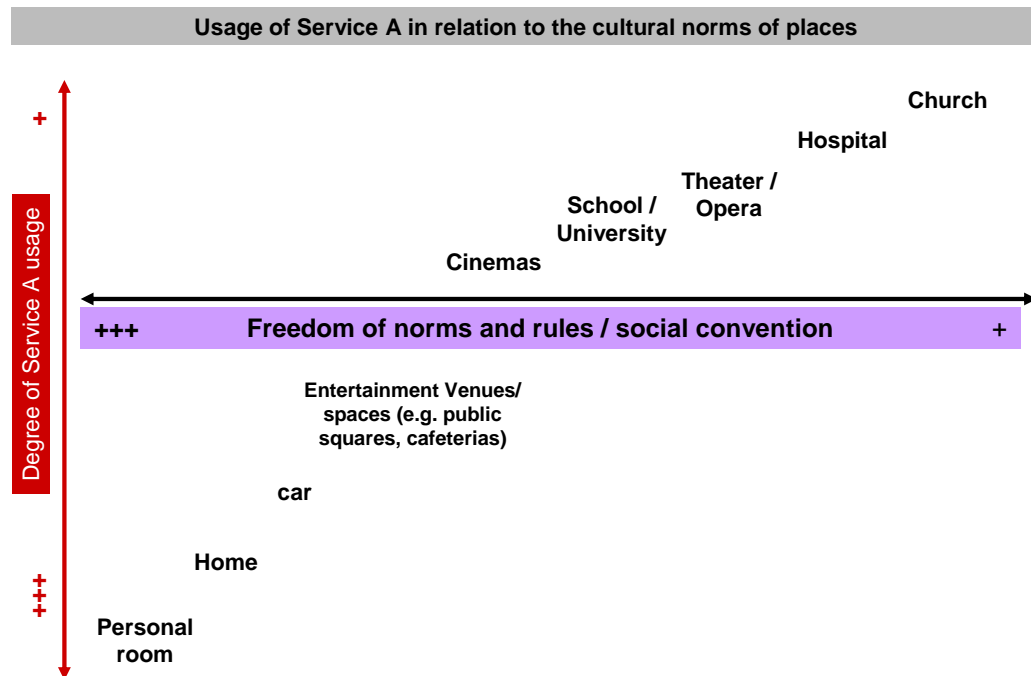 Usage of Service A in relation to the cultural norms of places
+
Church
Hospital
Theater /
Opera
School /
University
Cinemas
Degree of Service A usage
+++ Freedom of norms and rules / social convention +
Entertainment Venues/
spaces (e.g. public
squares, cafeterias)
car
Home
+++
Personal
room